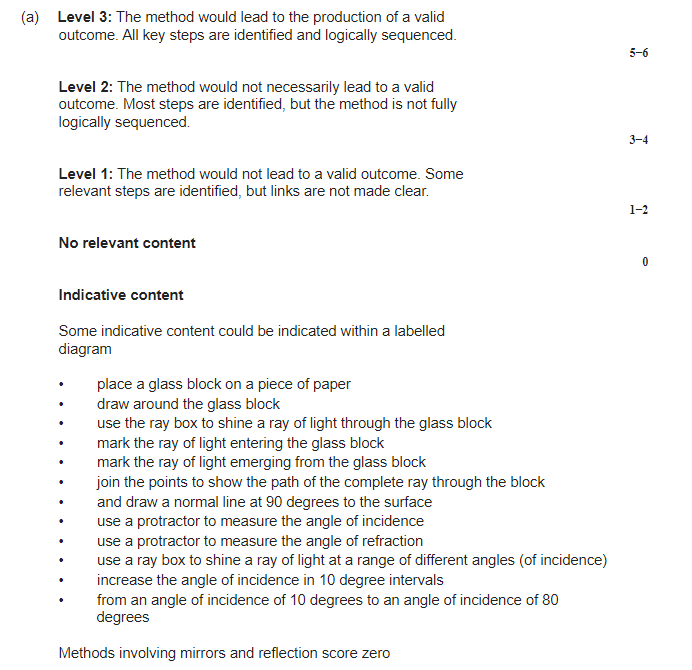 (a) Level 3: The method would lead to the production of a valid
outcome. All key steps are identified and logically sequenced.
5–6
Level 2: The method would not necessarily lead to a valid
outcome. Most steps are identified, but the method is not fully
logically sequenced.
3–4
Level 1: The method would not lead to a valid outcome. Some
relevant steps are identified, but links are not made clear.
1–2
No relevant content
0
Indicative content
Some indicative content could be indicated within a labelled
diagram
• place a glass block on a piece of paper
• draw around the glass block
• use the ray box to shine a ray of light through the glass block
• mark the ray of light entering the glass block
• mark the ray of light emerging from the glass block
• join the points to show the path of the complete ray through the block
• and draw a normal line at 90 degrees to the surface
• use a protractor to measure the angle of incidence
• use a protractor to measure the angle of refraction
• use a ray box to shine a ray of light at a range of different angles (of incidence)
• increase the angle of incidence in 10 degree intervals
• from an angle of incidence of 10 degrees to an angle of incidence of 80
degrees
Methods involving mirrors and reflection score zero